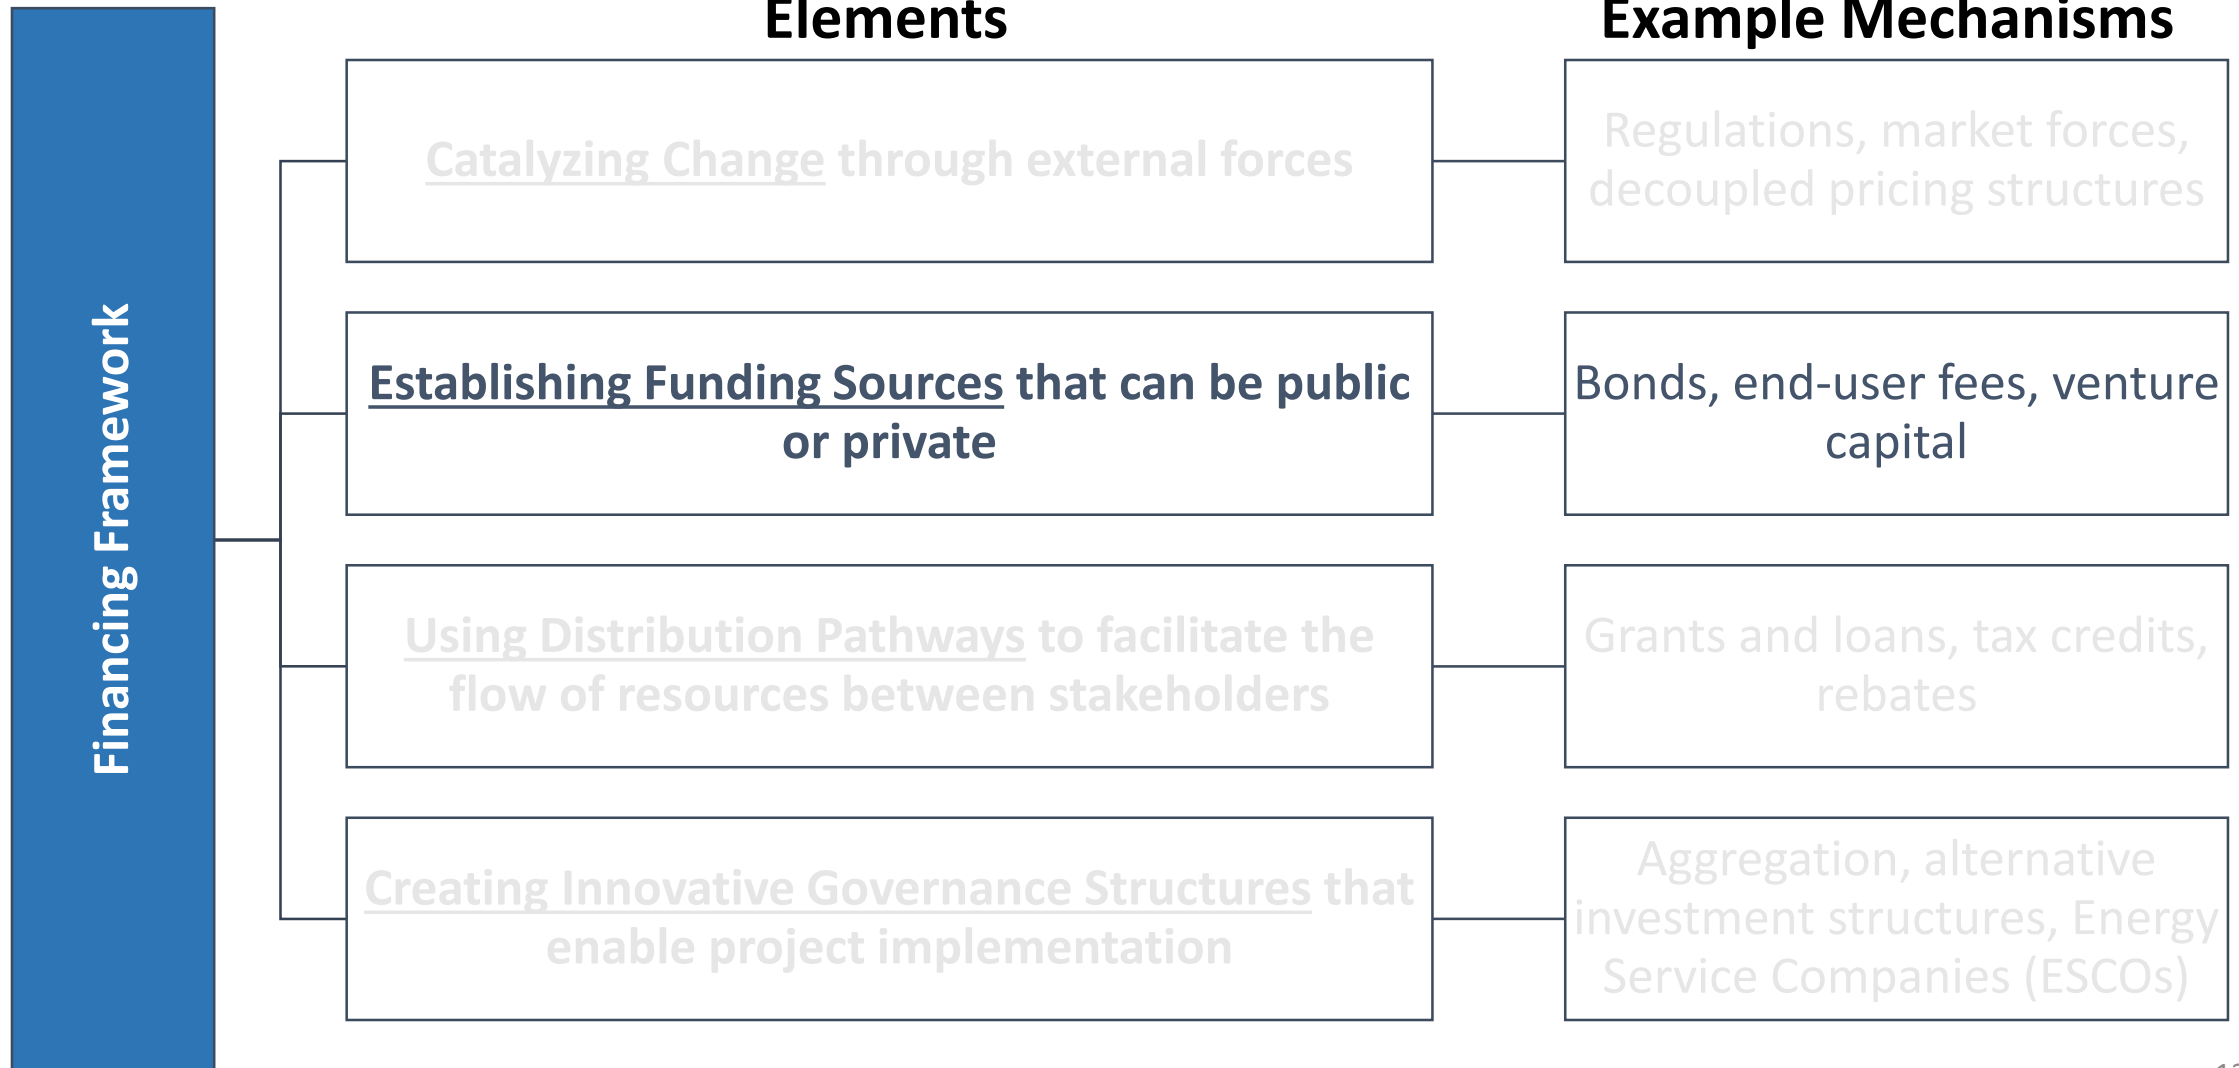 Elements
Example Mechanisms
Financing Framework
Catalyzing Change through external forces
Regulations, market forces,
decoupled pricing structures
Establishing Funding Sources that can be public
or private
Bonds, end-user fees, venture
capital
Using Distribution Pathways to facilitate the
flow of resources between stakeholders
Grants and loans, tax credits,
rebates
Creating Innovative Governance Structures that
enable project implementation
Aggregation, alternative
investment structures, Energy
Service Companies (ESCOs)